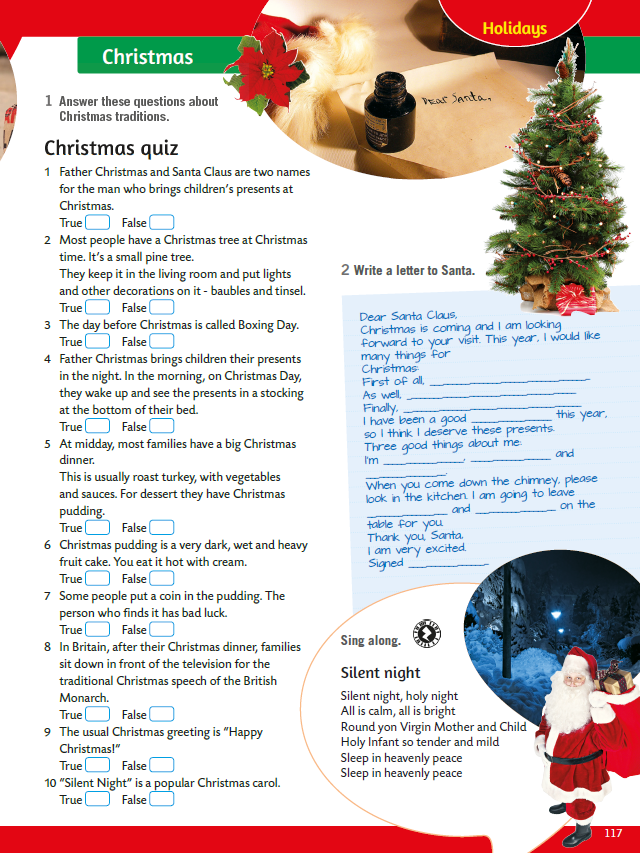 Holidays
Christmas
Dear Santa,
1 Answer these questions about
Christmas traditions.
Christmas quiz
1 Father Christmas and Santa Claus are two names
for the man who brings children's presents at
Christmas.
True False
2 Most people have a Christmas tree at Christmas
time. It's a small pine tree.
They keep it in the living room and put lights
and other decorations on it - baubles and tinsel.
True False
3 The day before Christmas is called Boxing Day.
True False
4 Father Christmas brings children their presents
in the night. In the morning, on Christmas Day,
they wake up and see the presents in a stocking
at the bottom of their bed.
True False
5 At midday, most families have a big Christmas
dinner.
This is usually roast turkey, with vegetables
and sauces. For dessert they have Christmas
pudding.
True False
6 Christmas pudding is a very dark, wet and heavy
fruit cake. You eat it hot with cream.
True False
7 Some people put a coin in the pudding. The
person who finds it has bad luck.
True False
8 In Britain, after their Christmas dinner, families
sit down in front of the television for the
traditional Christmas speech of the British
Monarch.
True False
9 The usual Christmas greeting is "Happy
Christmas!"
True False
10 "Silent Night" is a popular Christmas carol.
True False
2 Write a letter to Santa.
Dear Santa Claus,
Christmas is coming and I am looking
forward to your visit. This year, I would like
many things for
Christmas:
First of all, ____________________
As well, ____________________
Finally, ____________________
I have been a good __________ this year,
so I think I deserve these presents.
Three good things about me:
I'm __________, __________ and
__________.
When you come down the chimney, please
look in the kitchen. I am going to leave
__________ and __________ on the
table for you.
Thank you, Santa.
I am very excited.
Signed __________
Sing along.
Silent night
Silent night, holy night
All is calm, all is bright
Round yon Virgin Mother and Child
Holy Infant so tender and mild
Sleep in heavenly peace
Sleep in heavenly peace
117